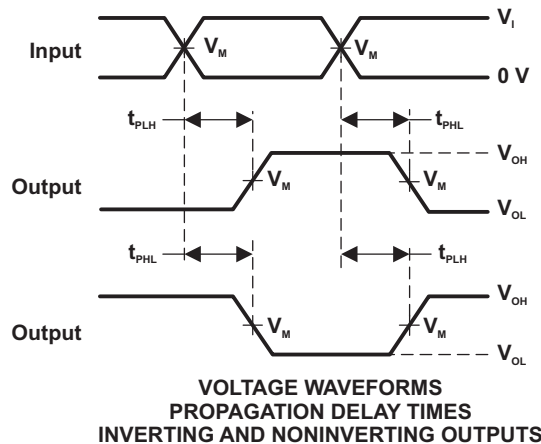 V_I
Input
V_M
V_M
0 V
t_PLH
t_PHL
V_OH
Output
V_M
V_M
V_OL
t_PHL
t_PLH
V_OH
Output
V_M
V_M
V_OL
VOLTAGE WAVEFORMS
PROPAGATION DELAY TIMES
INVERTING AND NONINVERTING OUTPUTS